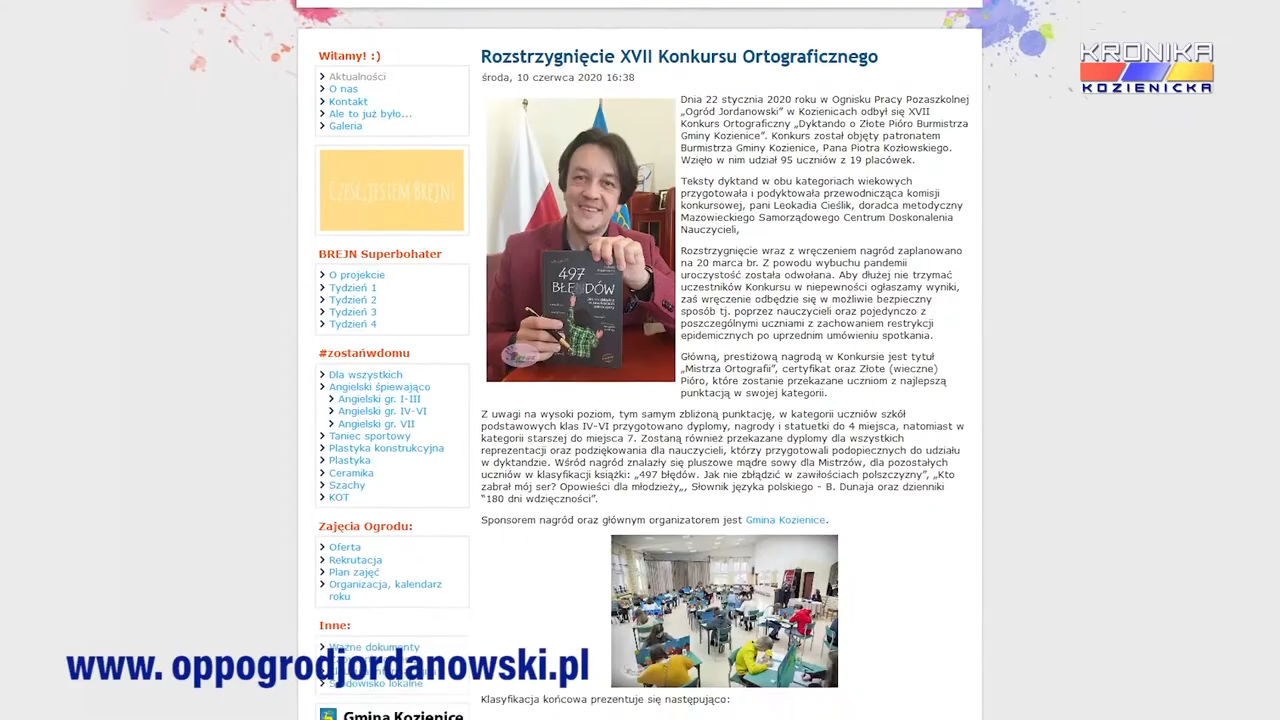 KRONIKA
KOZIENICKA
Witamy! :)
Aktualności
O nas
Kontakt
Ale to już było...
Galeria
CZEŚĆ, JESTEM BREJN!
BREJN Superbohater
O projekcie
Tydzień 1
Tydzień 2
Tydzień 3
Tydzień 4
#zostańwdomu
Dla wszystkich
Angielski śpiewająco
Angielski gr. I-III
Angielski gr. IV-VI
Angielski gr. VII
Taniec sportowy
Plastyka konstrukcyjna
Plastyka
Ceramika
Szachy
KOT
Zajęcia Ogrodu:
Oferta
Rekrutacja
Plan zajęć
Organizacja, kalendarz
roku
Inne:
Ważne dokumenty
Środowisko lokalne
Gmina Kozienice
Rozstrzygnięcie XVII Konkursu Ortograficznego
środa, 10 czerwca 2020 16:38
497
BŁENDÓW
Dnia 22 stycznia 2020 roku w Ognisku Pracy Pozaszkolnej
„Ogród Jordanowski” w Kozienicach odbył się XVII
Konkurs Ortograficzny „Dyktando o Złote Pióro Burmistrza
Gminy Kozienice”. Konkurs został objęty patronatem
Burmistrza Gminy Kozienice, Pana Piotra Kozłowskiego.
Wzięło w nim udział 95 uczniów z 19 placówek.
Teksty dyktand w obu kategoriach wiekowych
przygotowała i podyktowała przewodnicząca komisji
konkursowej, pani Leokadia Cieślik, doradca metodyczny
Mazowieckiego Samorządowego Centrum Doskonalenia
Nauczycieli,
Rozstrzygnięcie wraz z wręczeniem nagród zaplanowano
na 20 marca br. Z powodu wybuchu pandemii
uroczystość została odwołana. Aby dłużej nie trzymać
uczestników Konkursu w niepewności ogłaszamy wyniki,
zaś wręczenie odbędzie się w możliwie bezpieczny
sposób tj. poprzez nauczycieli oraz pojedynczo z
poszczególnymi uczniami z zachowaniem restrykcji
epidemicznych po uprzednim umówieniu spotkania.
Główną, prestiżową nagrodą w Konkursie jest tytuł
„Mistrza Ortografii”, certyfikat oraz Złote (wieczne)
Pióro, które zostanie przekazane uczniom z najlepszą
punktacją w swojej kategorii.
Z uwagi na wysoki poziom, tym samym zbliżoną punktację, w kategorii uczniów szkół
podstawowych klas IV-VI przygotowano dyplomy, nagrody i statuetki do 4 miejsca, natomiast w
kategorii starszej do miejsca 7. Zostaną również przekazane dyplomy dla wszystkich
reprezentacji oraz podziękowania dla nauczycieli, którzy przygotowali podopiecznych do udziału
w dyktandzie. Wśród nagród znalazły się pluszowe mądre sowy dla Mistrzów, dla pozostałych
uczniów w klasyfikacji książki: „497 błędów. Jak nie zbłądzić w zawiłościach polszczyzny”, „Kto
zabrał mój ser? Opowieści dla młodzieży„, Słownik języka polskiego - B. Dunaja oraz dzienniki
“180 dni wdzięczności”.
Sponsorem nagród oraz głównym organizatorem jest Gmina Kozienice.
Klasyfikacja końcowa prezentuje się następująco:
www. oppogrodjordanowski.pl